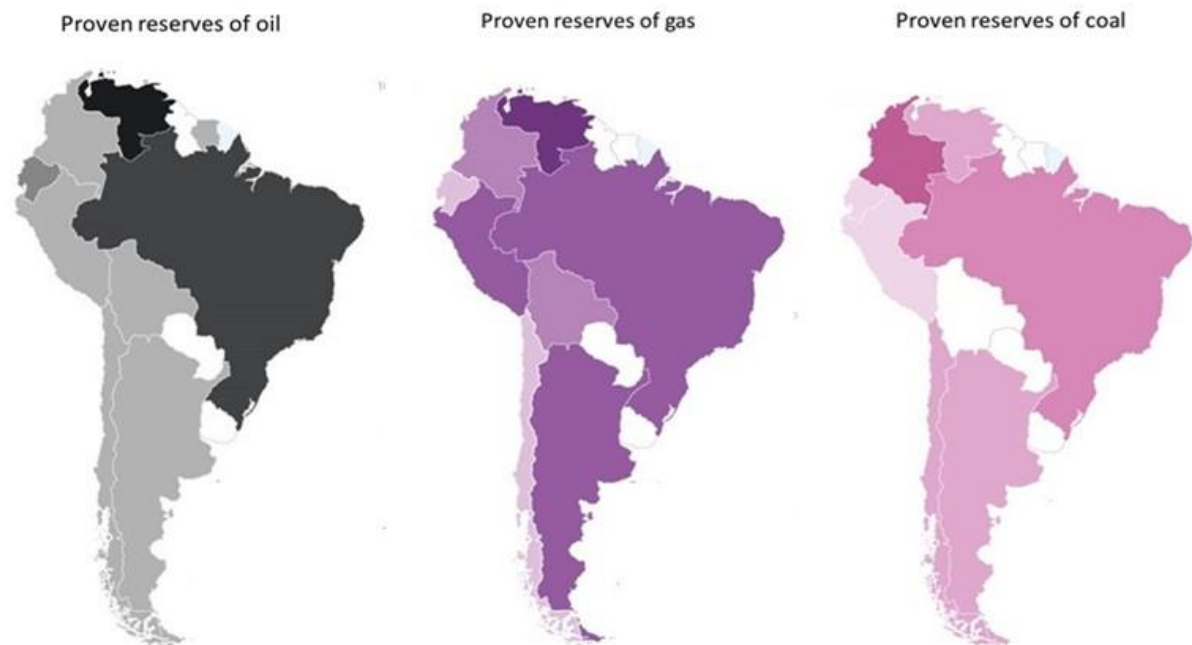 Proven reserves of oil
Proven reserves of gas
Proven reserves of coal